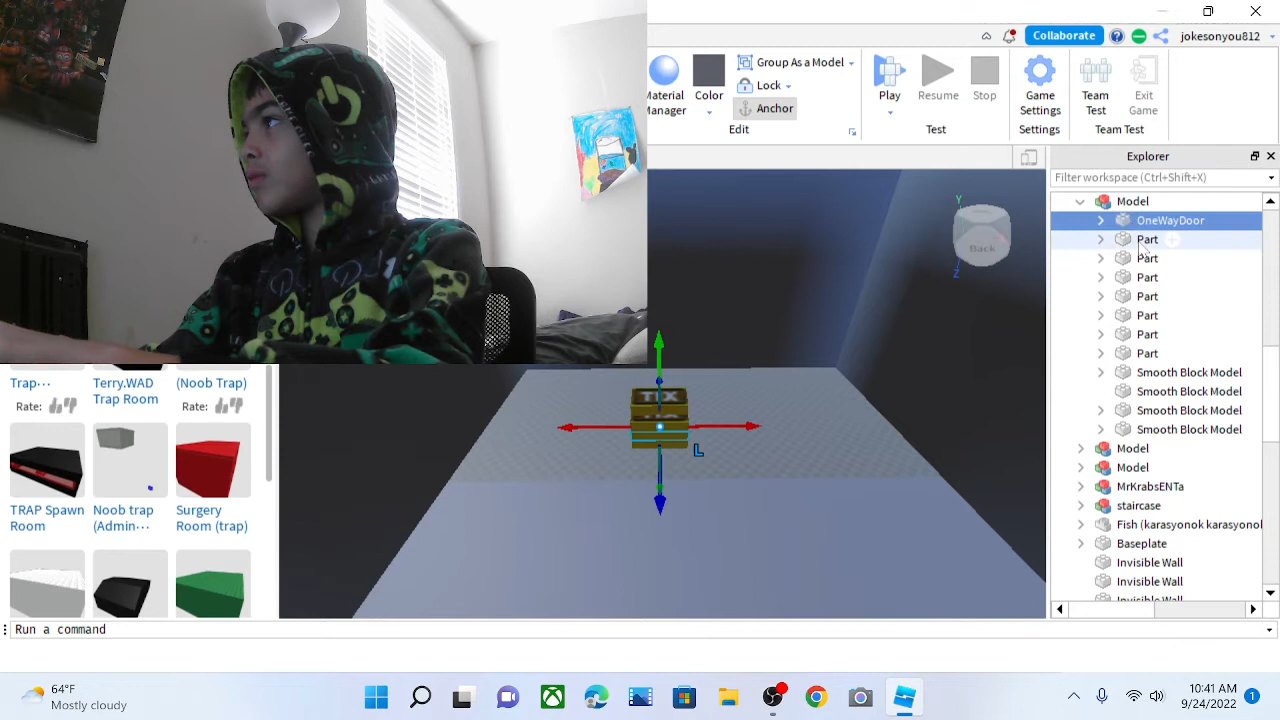 Collaborate
jokesonyou812
Group As a Model
Material
Color
Lock
Play
Resume
Stop
Game
Team
Exit
Manager
Anchor
Settings
Test
Game
Edit
Test
Settings
Team Test
Explorer
Filter workspace (Ctrl+Shift+X)
Model
OneWayDoor
Part
Part
Part
Part
Part
Part
Part
Smooth Block Model
Smooth Block Model
Smooth Block Model
Smooth Block Model
Model
Model
MrKrabsENTa
staircase
Fish (karasyonok karasyonol
Baseplate
Invisible Wall
Invisible Wall
Invisible Wall
Y
Back
Z
L
Trap...
Terry.WAD
Trap Room
(Noob Trap)
Rate:
Rate:
TRAP Spawn
Room
Noob trap
(Admin...
Surgery
Room (trap)
Run a command
64°F
Mostly cloudy
10:41 AM
9/24/2022
1